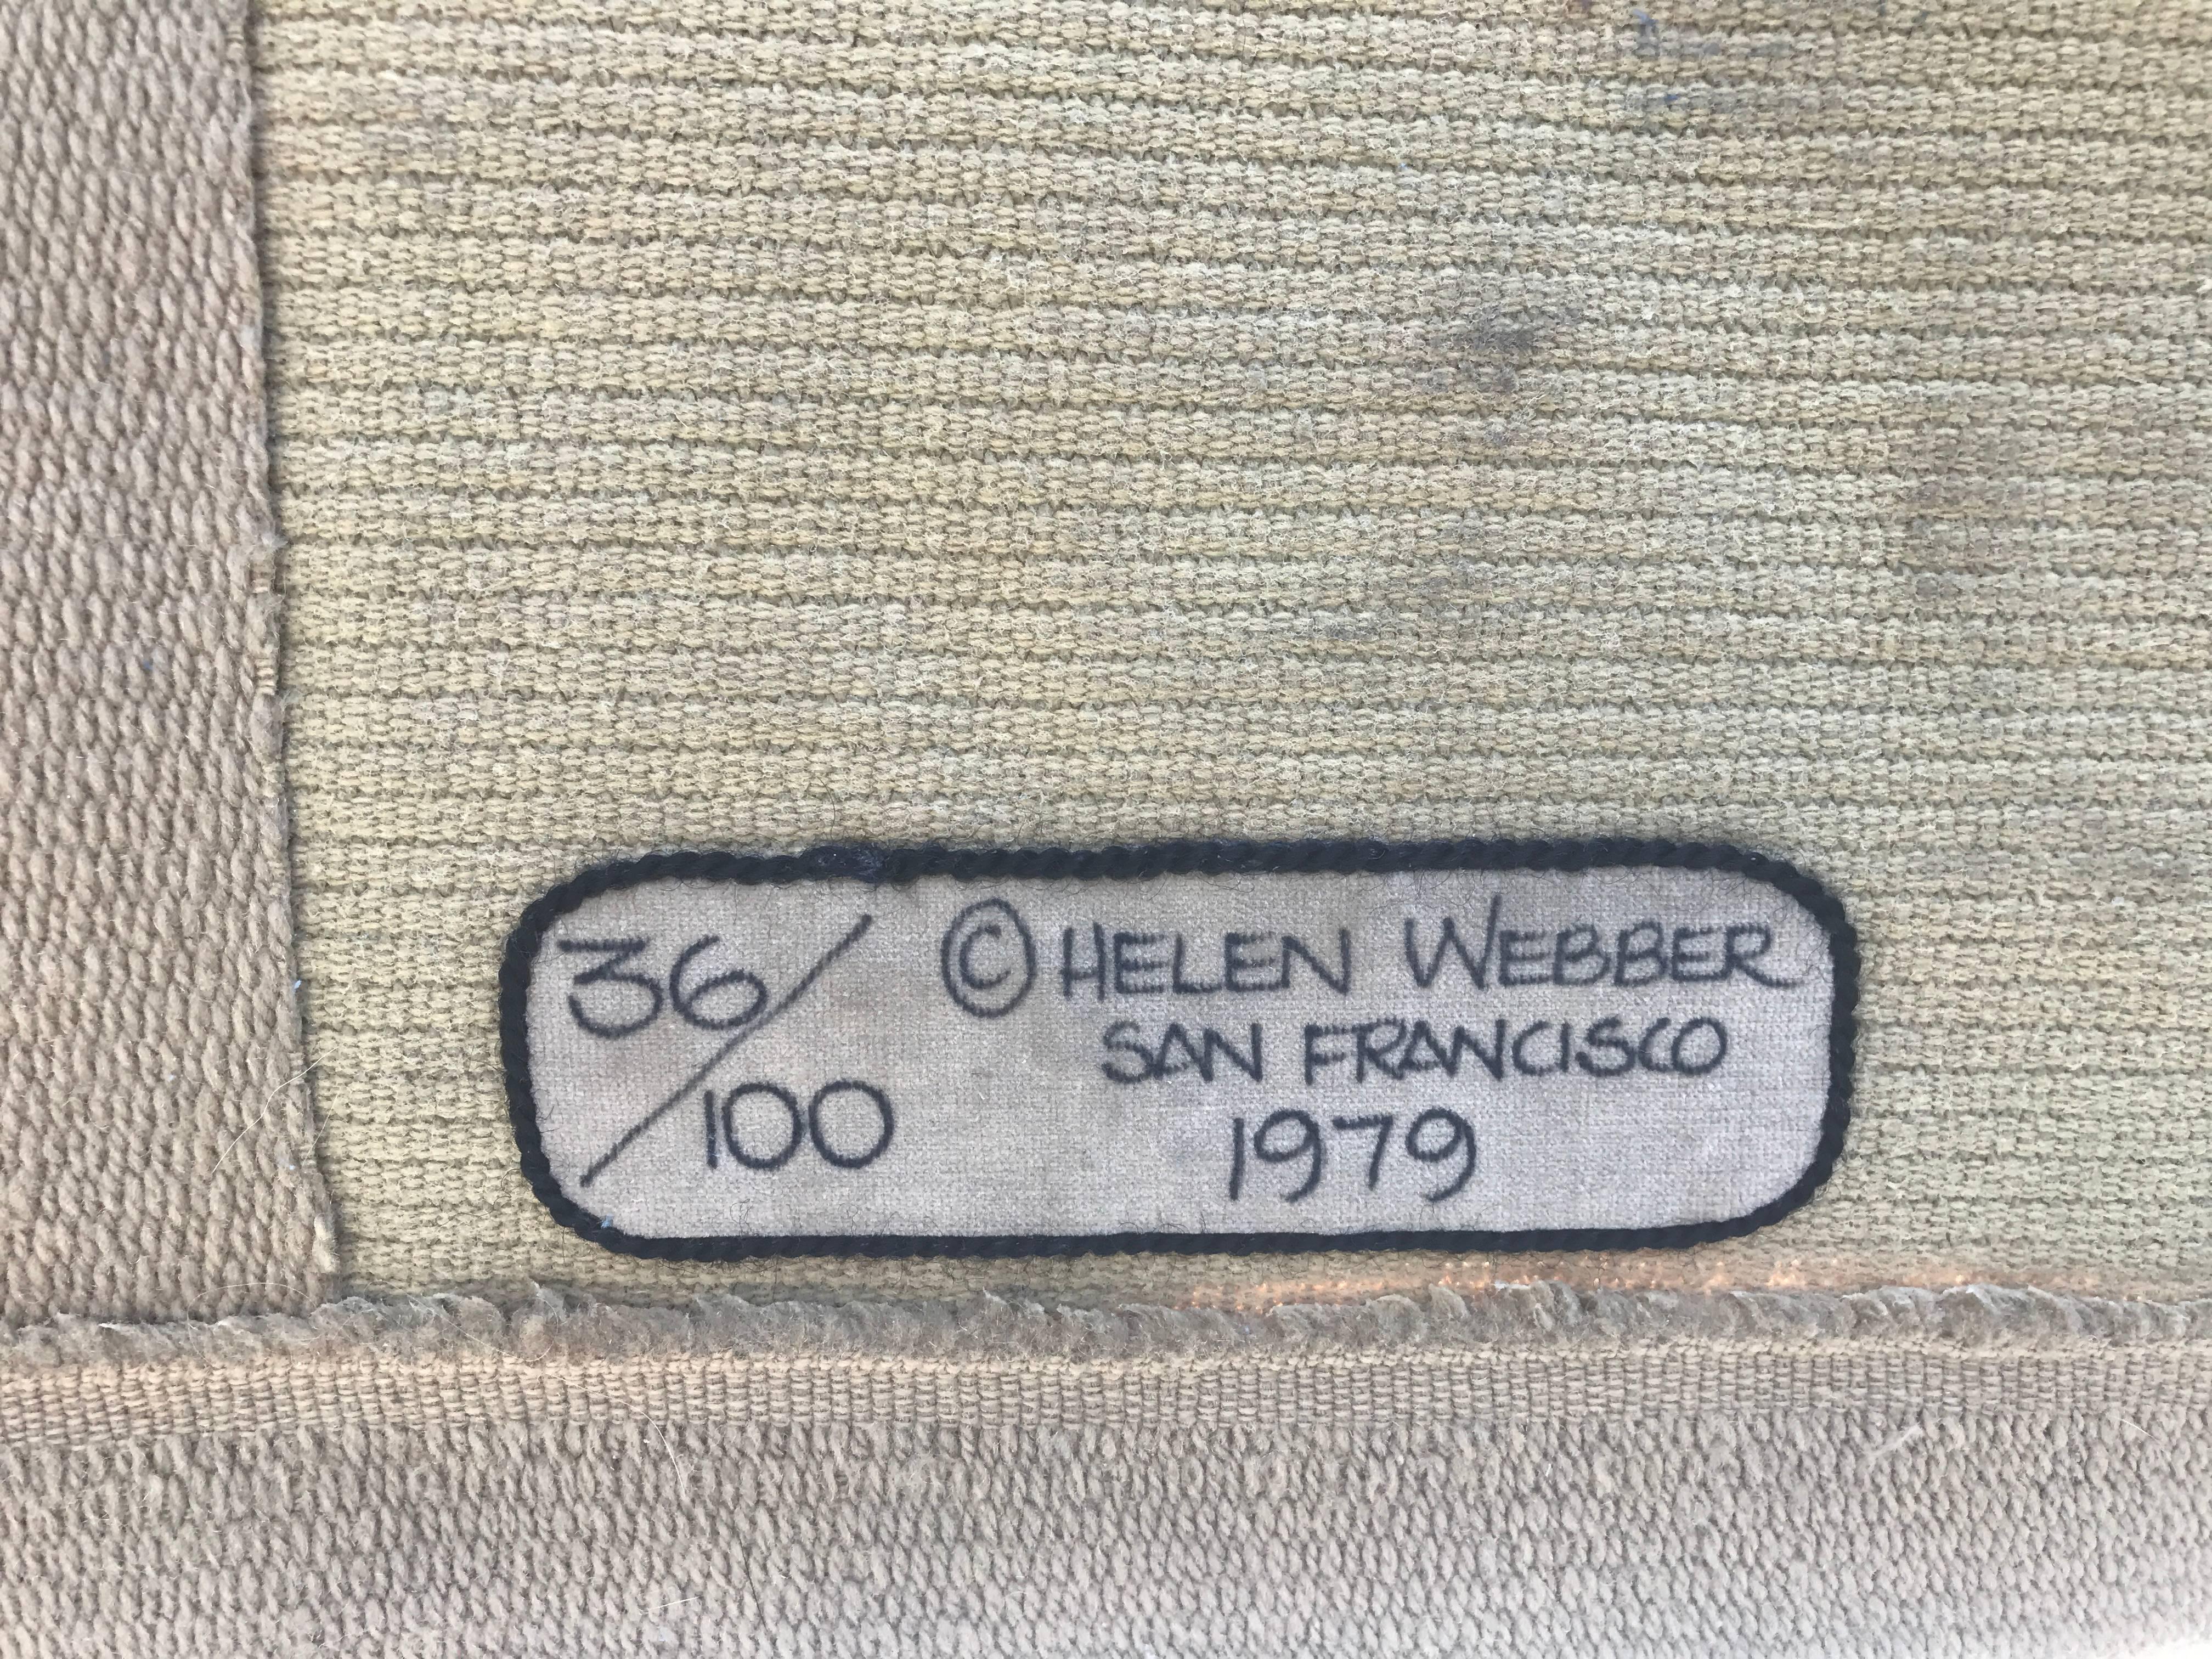 36/100
© HELEN WEBBER
SAN FRANCISCO
1979